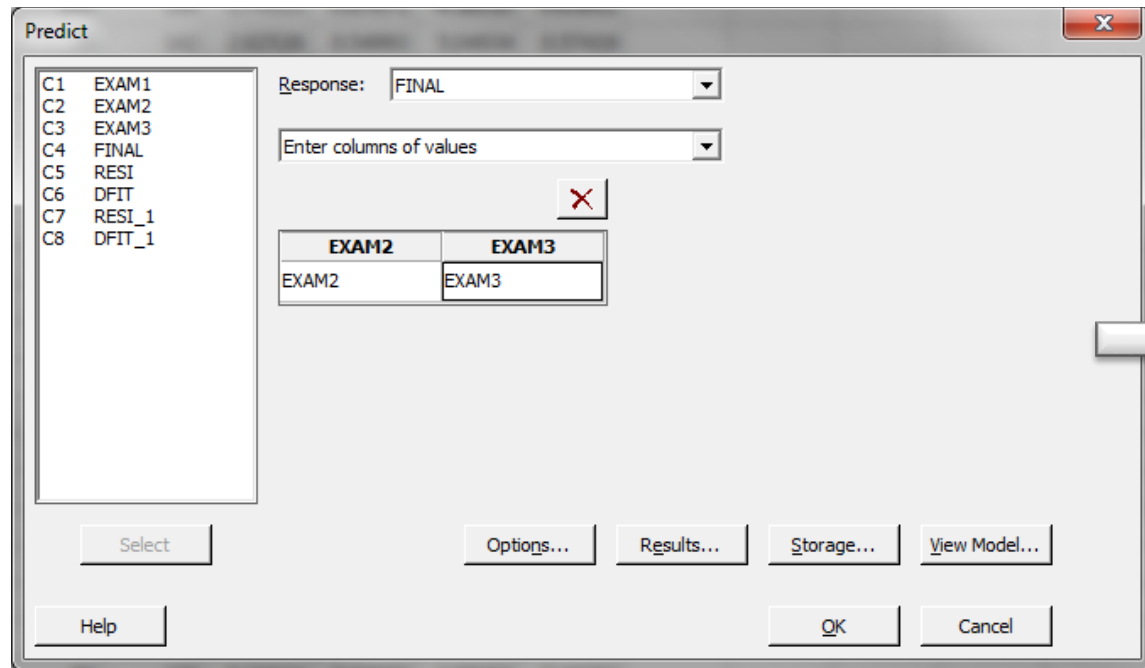 Predict
C1 EXAM1
C2 EXAM2
C3 EXAM3
C4 FINAL
C5 RESI
C6 DFIT
C7 RESI_1
C8 DFIT_1
Response: FINAL
Enter columns of values
EXAM2 EXAM3
EXAM2 EXAM3
Select
Options... Results... Storage... View Model...
Help
OK
Cancel